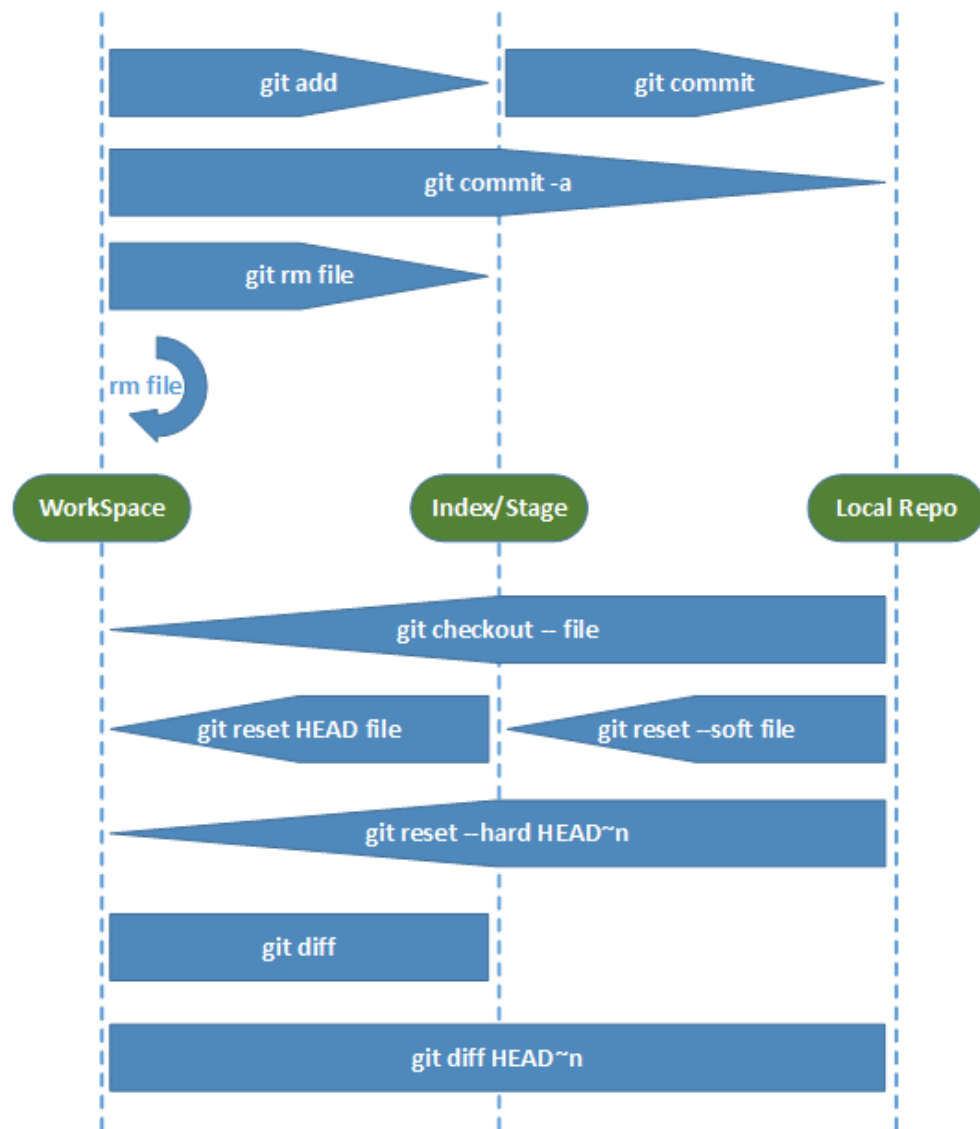 git add
git commit
git commit -a
git rm file
rm file
WorkSpace
Index/Stage
Local Repo
git checkout -- file
git reset HEAD file
git reset --soft file
git reset --hard HEAD~n
git diff
git diff HEAD~n